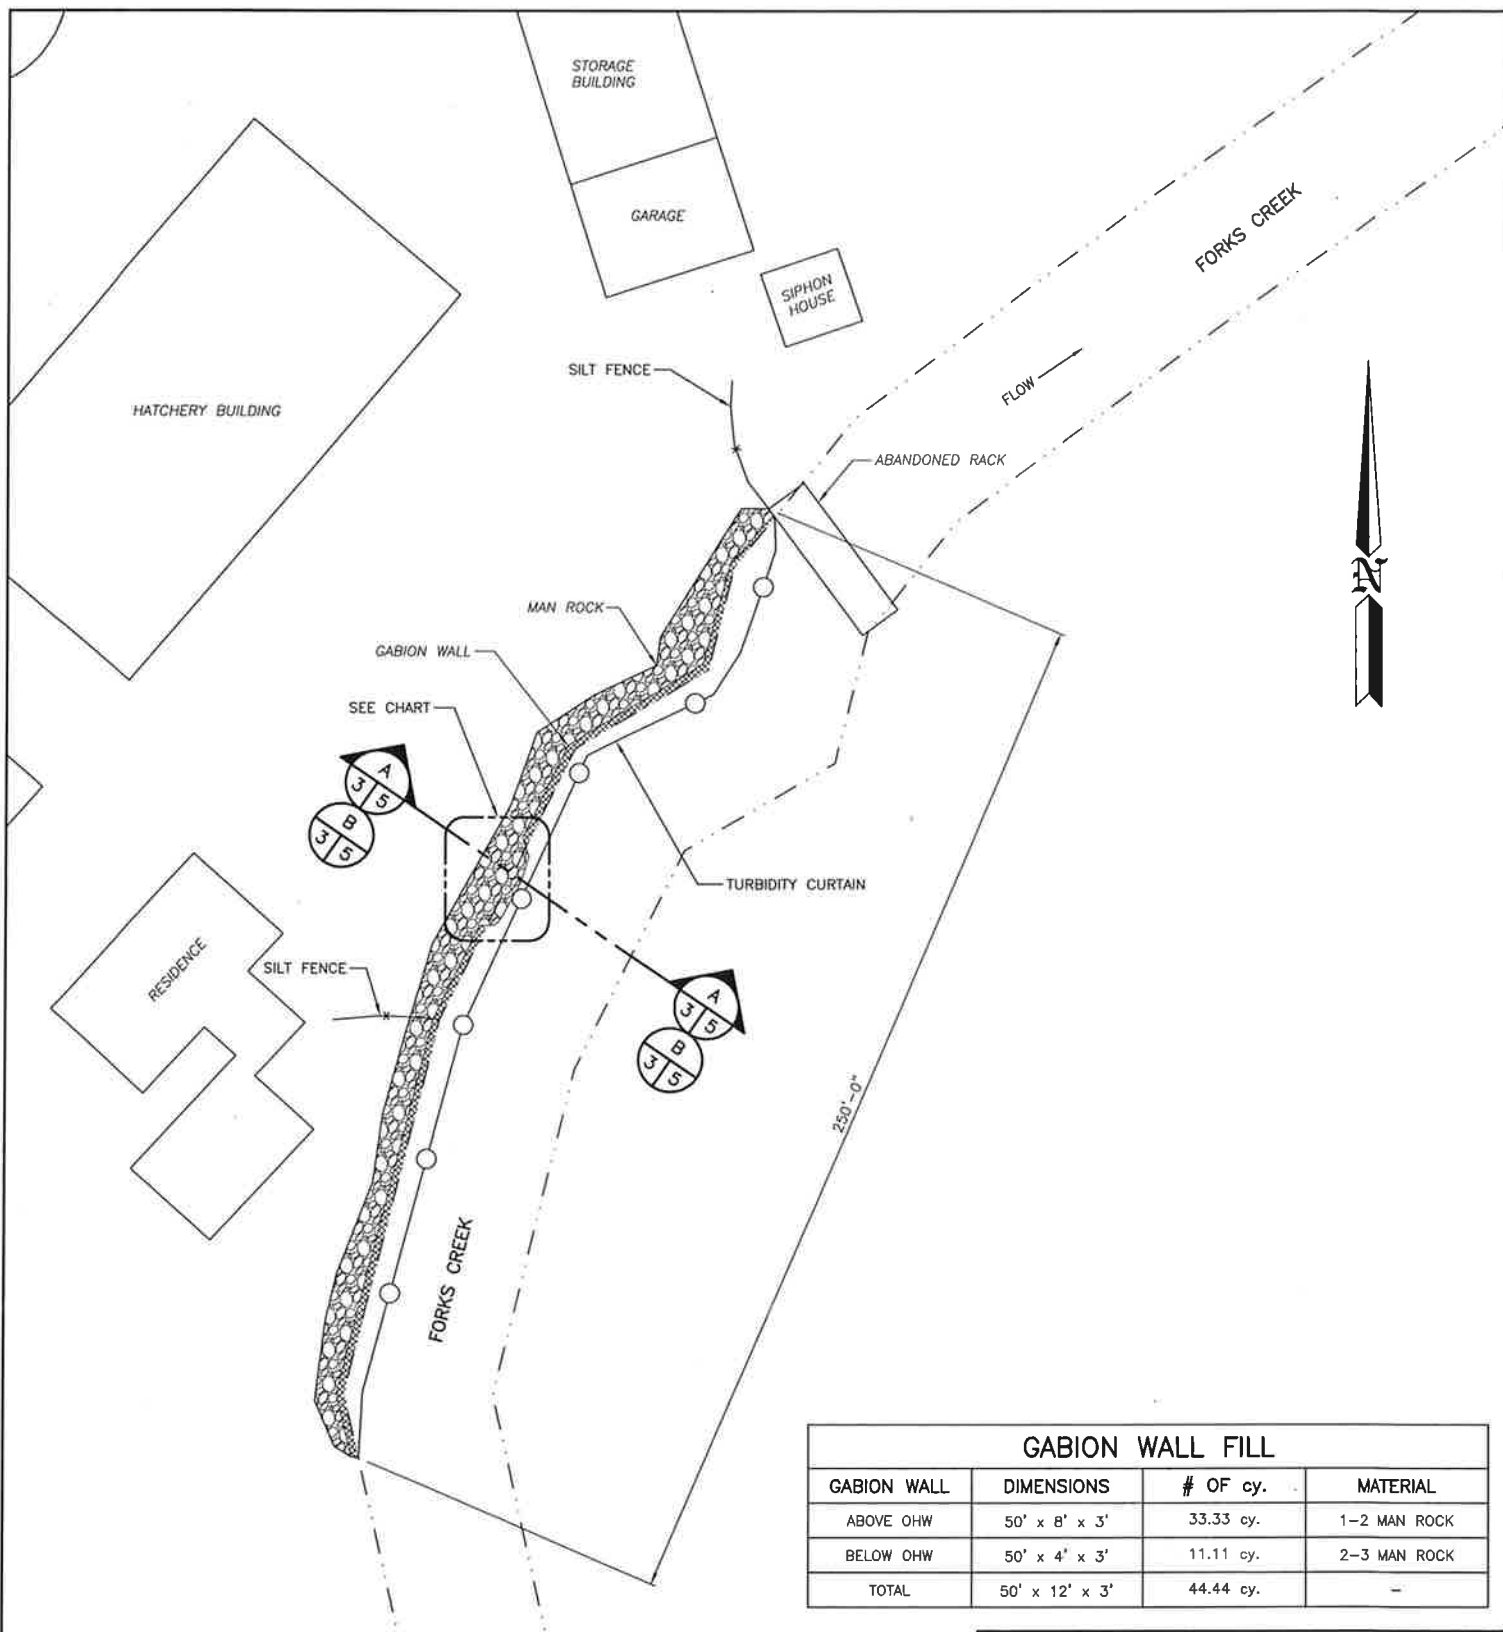 STORAGE
BUILDING
GARAGE
SIPHON
HOUSE
FORKS CREEK
SILT FENCE
FLOW
HATCHERY BUILDING
ABANDONED RACK
N
MAN ROCK
GABION WALL
SEE CHART
A
3/5
B
3/5
TURBIDITY CURTAIN
RESIDENCE
SILT FENCE
A
3/5
B
3/5
250'-0"
FORKS CREEK
GABION WALL FILL
GABION WALL DIMENSIONS # OF cy. MATERIAL
ABOVE OHW 50' x 8' x 3' 33.33 cy. 1-2 MAN ROCK
BELOW OHW 50' x 4' x 3' 11.11 cy. 2-3 MAN ROCK
TOTAL 50' x 12' x 3' 44.44 cy. -